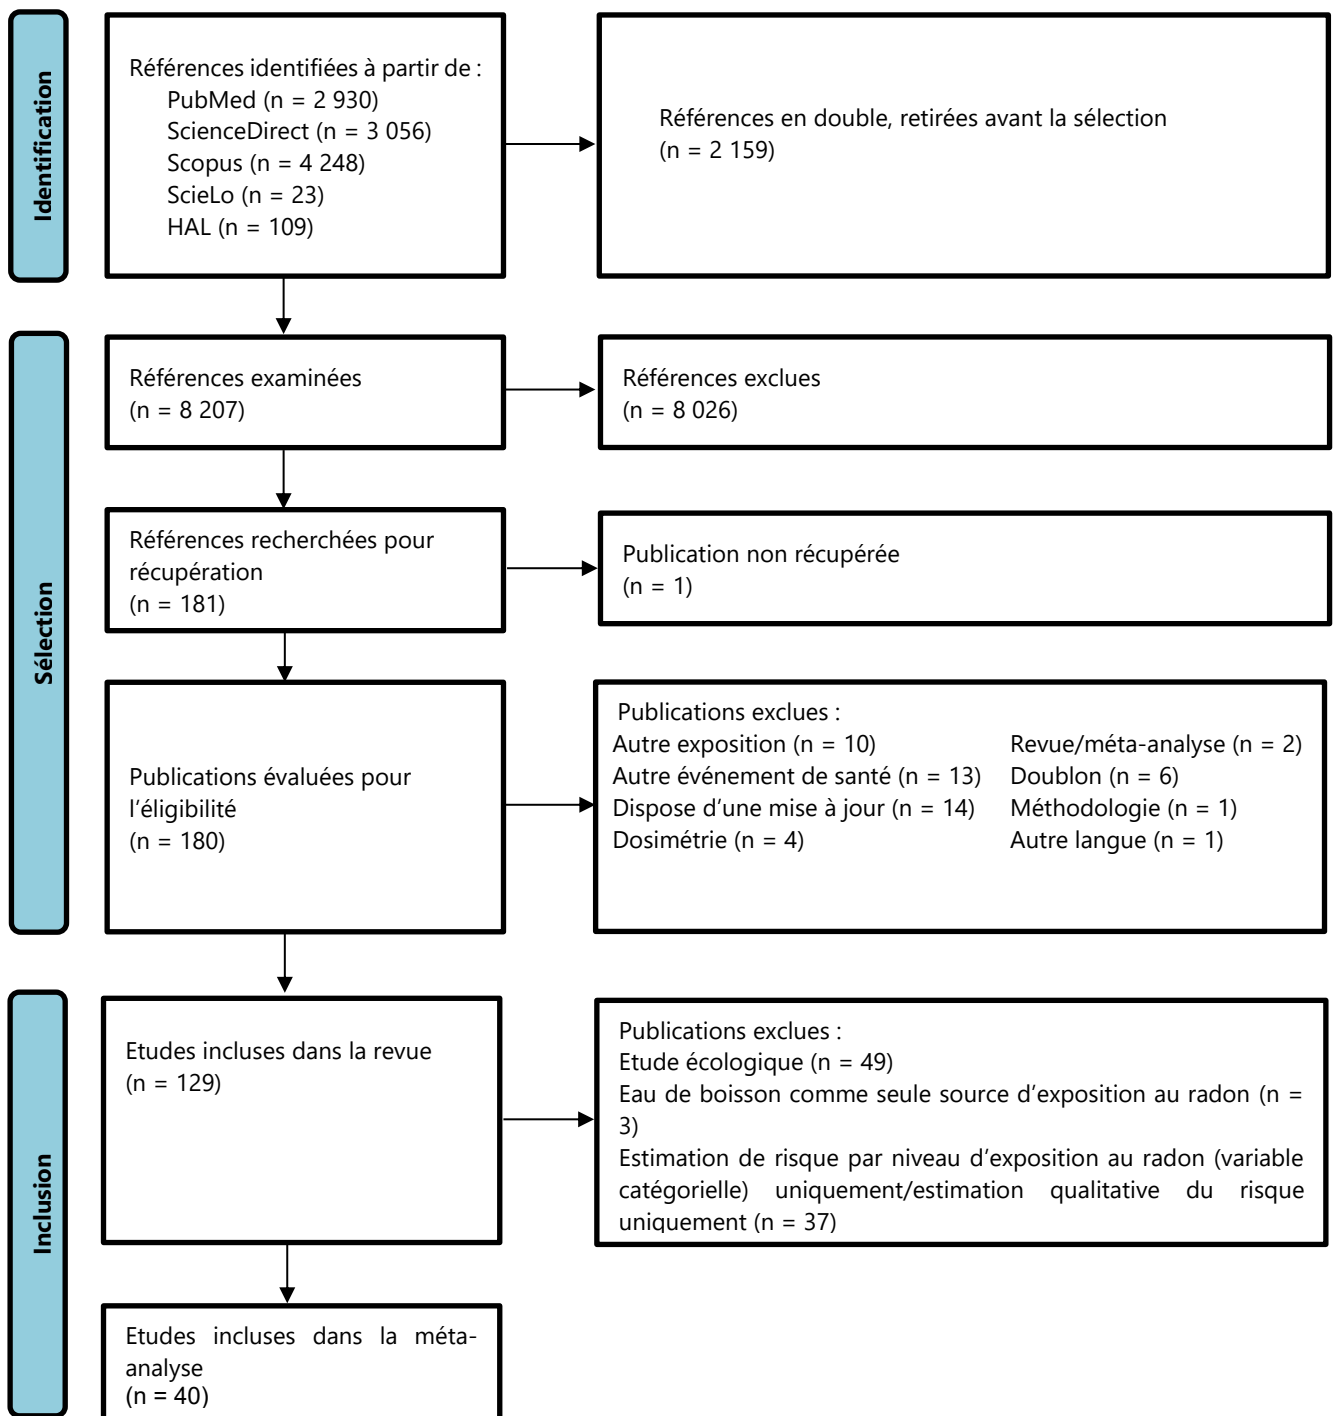 Identification
Références identifiées à partir de :
PubMed (n = 2 930)
ScienceDirect (n = 3 056)
Scopus (n = 4 248)
ScieLo (n = 23)
HAL (n = 109)
Références en double, retirées avant la sélection
(n = 2 159)
Sélection
Références examinées
(n = 8 207)
Références exclues
(n = 8 026)
Références recherchées pour
récupération
(n = 181)
Publication non récupérée
(n = 1)
Publications évaluées pour
l’éligibilité
(n = 180)
Publications exclues :
Autre exposition (n = 10)
Autre événement de santé (n = 13)
Dispose d’une mise à jour (n = 14)
Dosimétrie (n = 4)
Revue/méta-analyse (n = 2)
Doublon (n = 6)
Méthodologie (n = 1)
Autre langue (n = 1)
Inclusion
Etudes incluses dans la revue
(n = 129)
Publications exclues :
Etude écologique (n = 49)
Eau de boisson comme seule source d’exposition au radon (n =
3)
Estimation de risque par niveau d’exposition au radon (variable
catégorielle) uniquement/estimation qualitative du risque
uniquement (n = 37)
Etudes incluses dans la méta-
analyse
(n = 40)